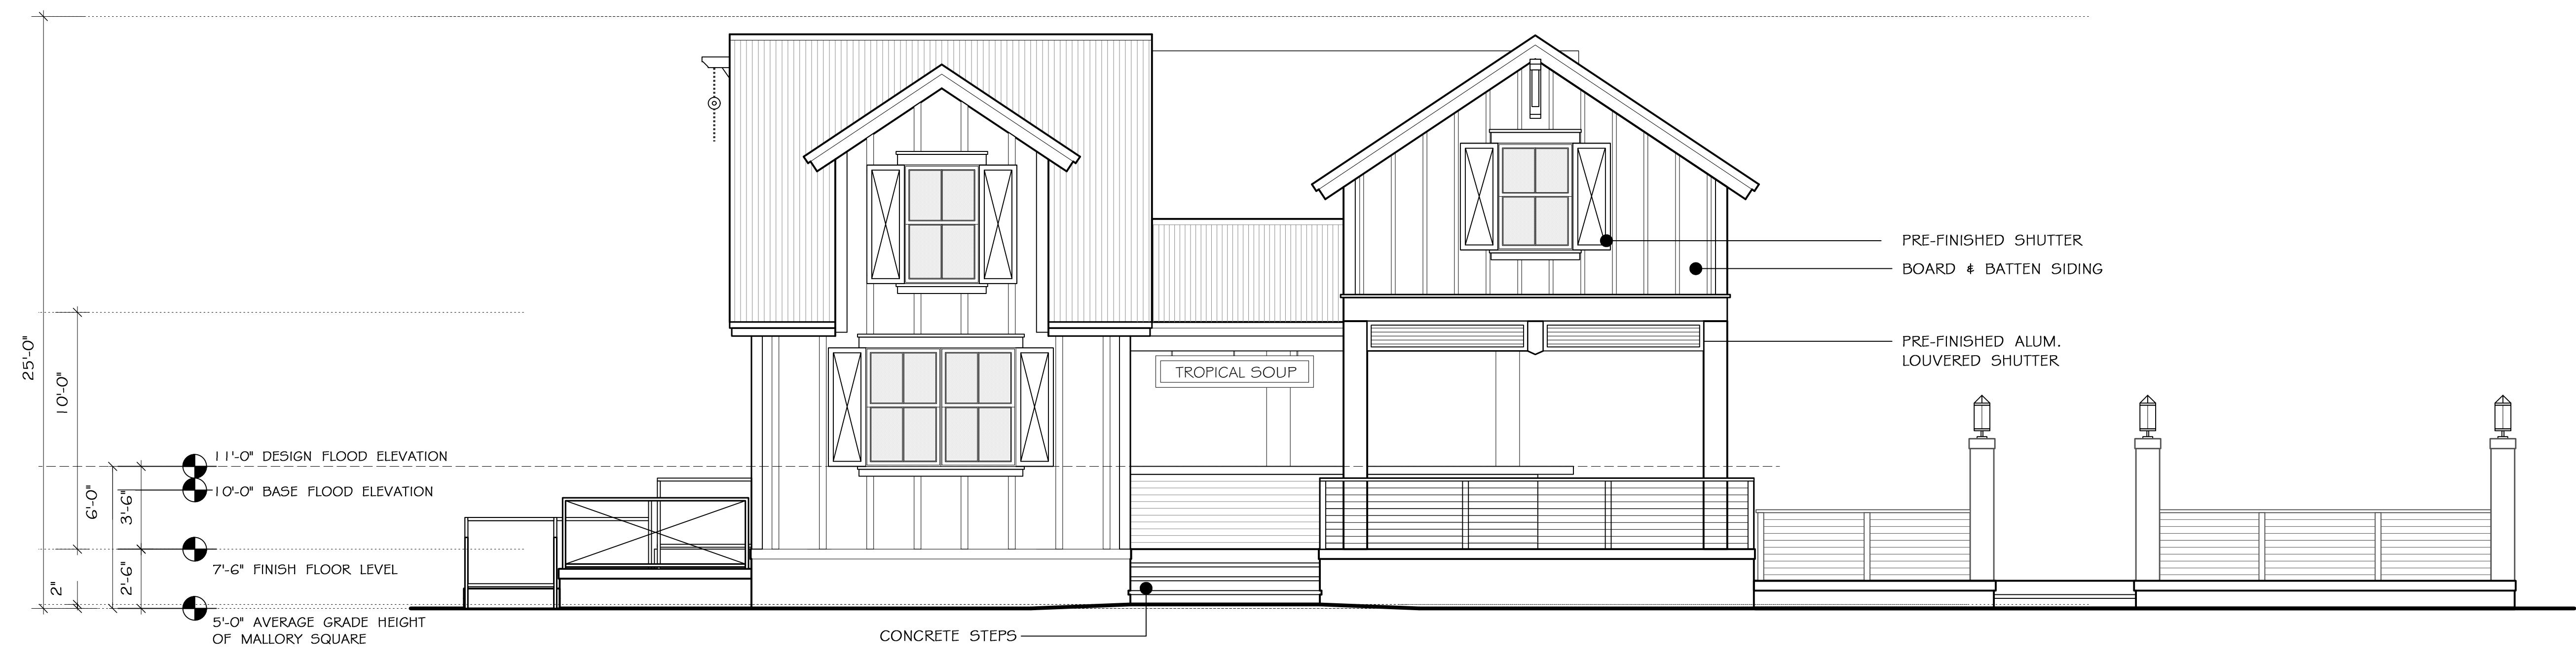 25'-0"
10'-0"
11'-0" DESIGN FLOOD ELEVATION
10'-0" BASE FLOOD ELEVATION
6'-0"
3'-6"
7'-6" FINISH FLOOR LEVEL
2'-6"
2"
5'-0" AVERAGE GRADE HEIGHT
OF MALLORY SQUARE
TROPICAL SOUP
CONCRETE STEPS
PRE-FINISHED SHUTTER
BOARD & BATTEN SIDING
PRE-FINISHED ALUM.
LOUVERED SHUTTER